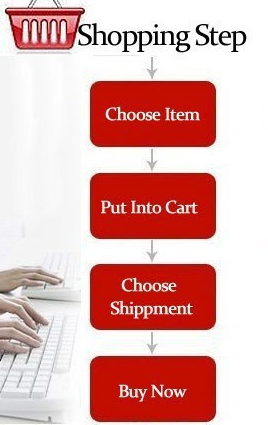 Shopping Step
Choose Item
Put Into Cart
Choose
Shippment
Buy Now